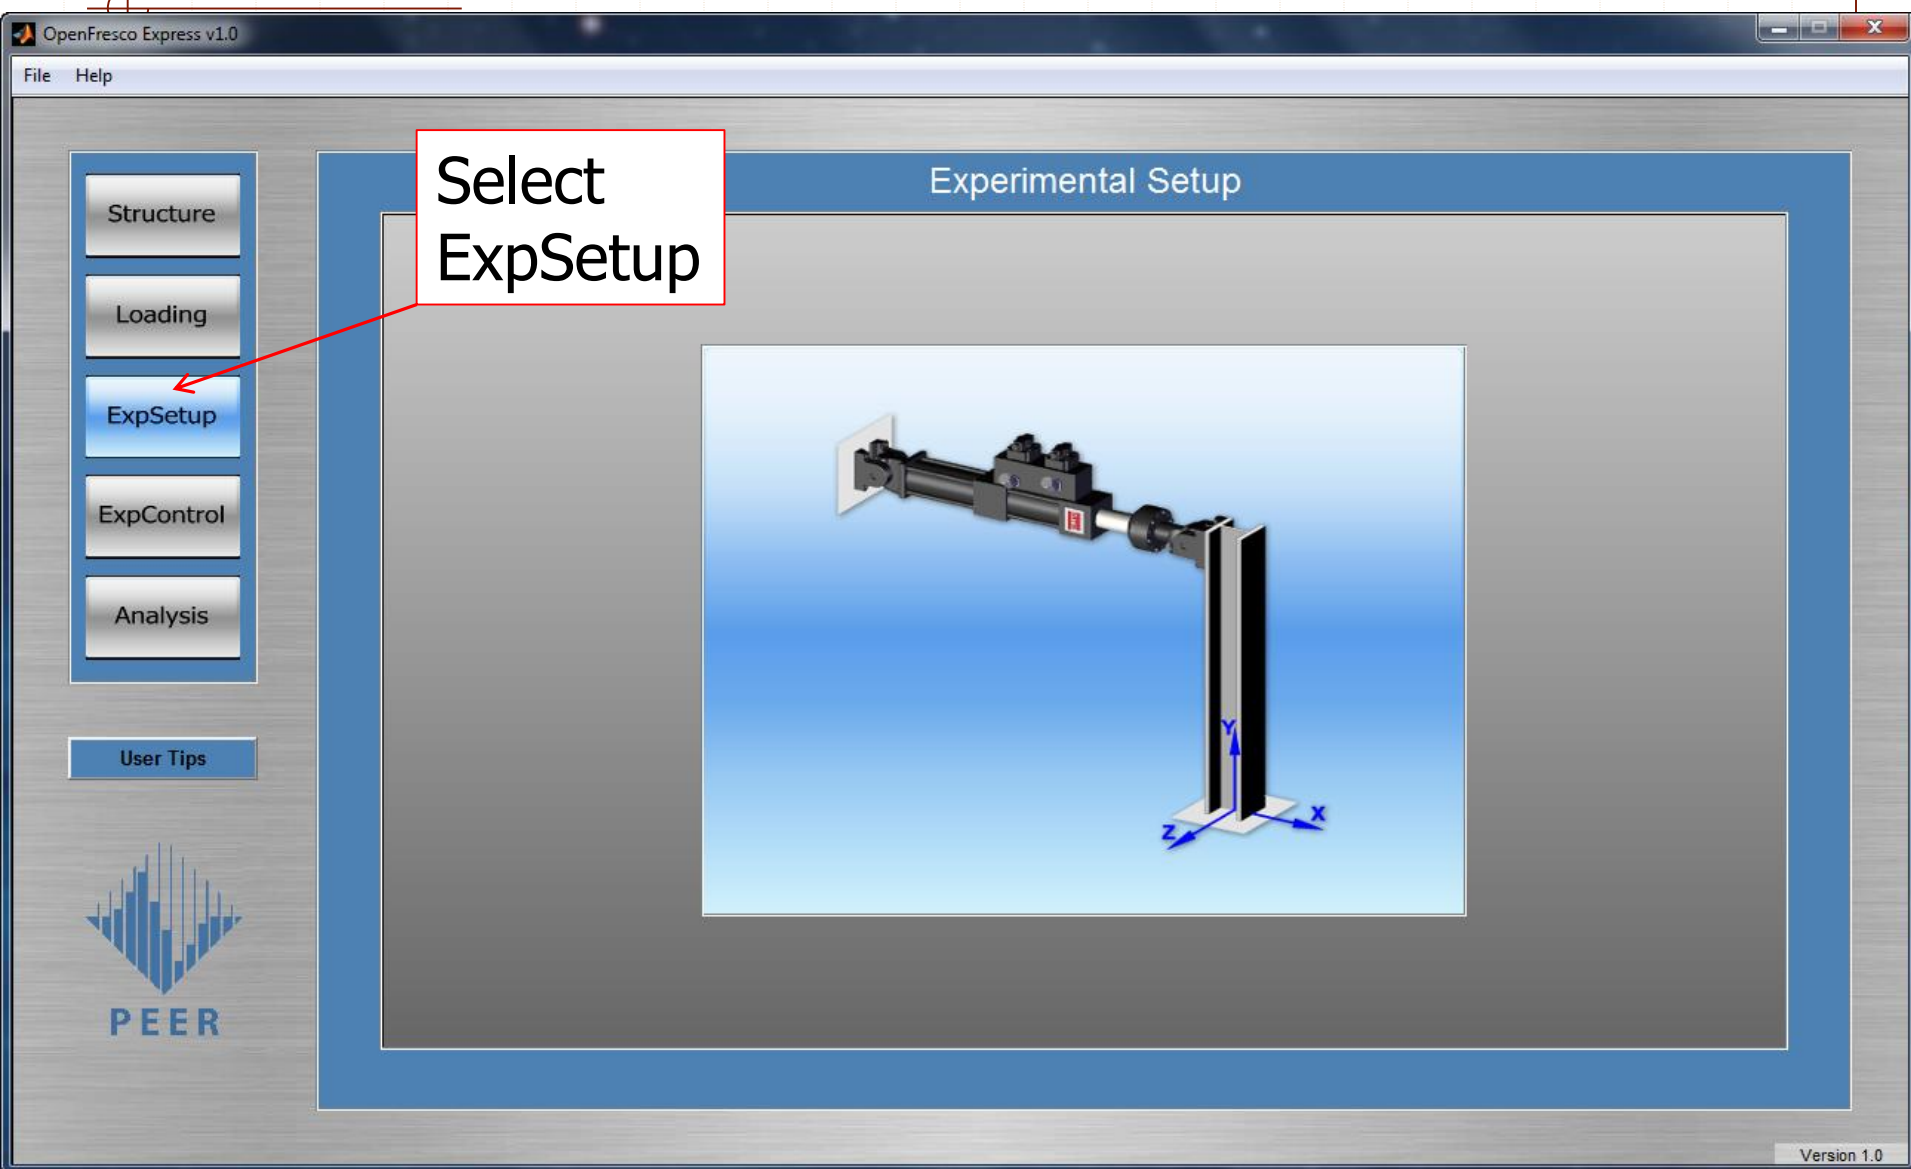 OpenFresco Express v1.0
File Help
Select
ExpSetup
Experimental Setup
Structure
Loading
ExpSetup
ExpControl
Analysis
User Tips
PEER
Y
X
Z
Version 1.0